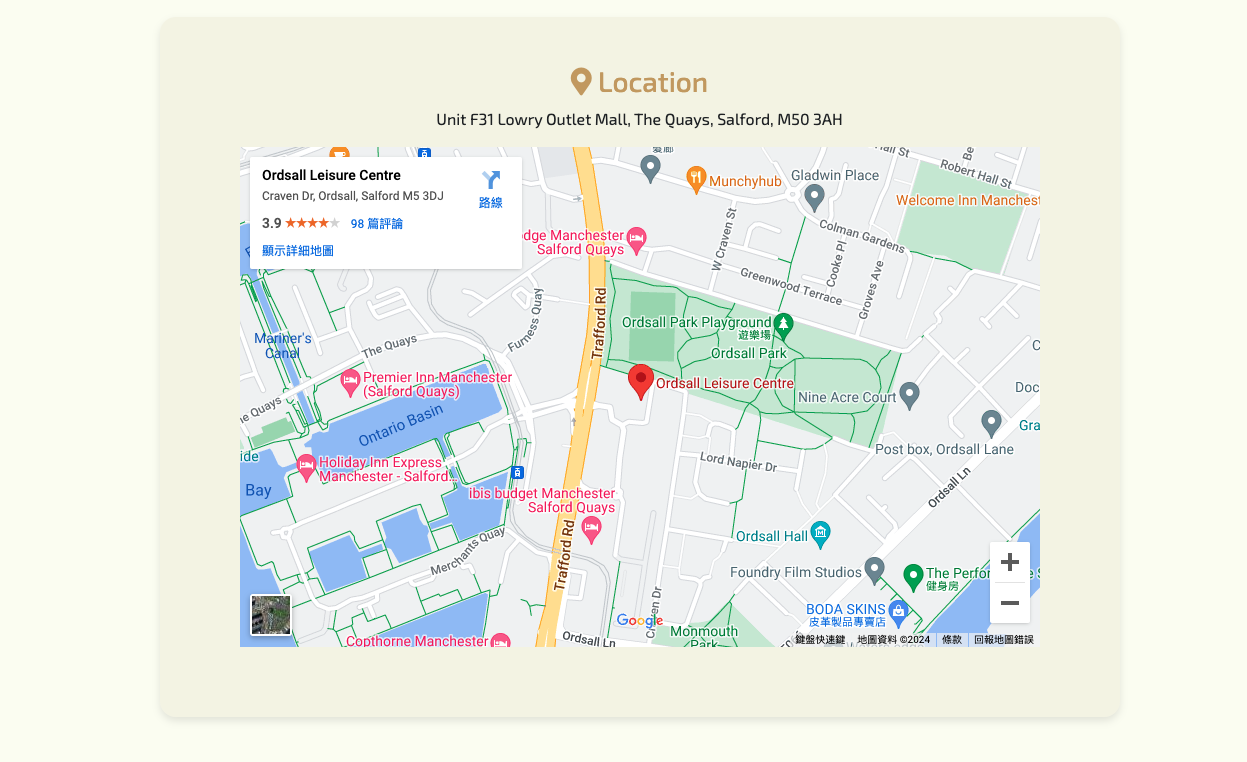 Location
Unit F31 Lowry Outlet Mall, The Quays, Salford, M50 3AH
Ordsall Leisure Centre
Craven Dr, Ordsall, Salford M5 3DJ
路線
3.9
98 篇評論
顯示詳細地圖
Gladwin Place
Robert Hall St
Munchyhub
Welcome Inn Manchest
W Craven St
Colman Gardens
Cooke Pl
Groves Ave
Greenwood Terrace
dge Manchester
Salford Quays
Trafford Rd
Furness Quay
Ordsall Park Playground
遊樂場
Ordsall Park
Mariner's
Canal
The Quays
Premier Inn Manchester
(Salford Quays)
Ordsall Leisure Centre
Nine Acre Court
Doc
Gra
Ontario Basin
he Quays
ide
Post box, Ordsall Lane
Holiday Inn Express
Manchester - Salford...
Bay
Lord Napier Dr
Ordsall Ln
ibis budget Manchester
Salford Quays
Merchants Quay
Trafford Rd
Ordsall Hall
Foundry Film Studios
The Perfor
S
健身房
BODA SKINS
皮革製品專賣店
Google
Monmouth
Park
Copthorne Manchester
Ordsall Ln
鍵盤快速鍵
地圖資料 ©2024
條款
回報地圖錯誤